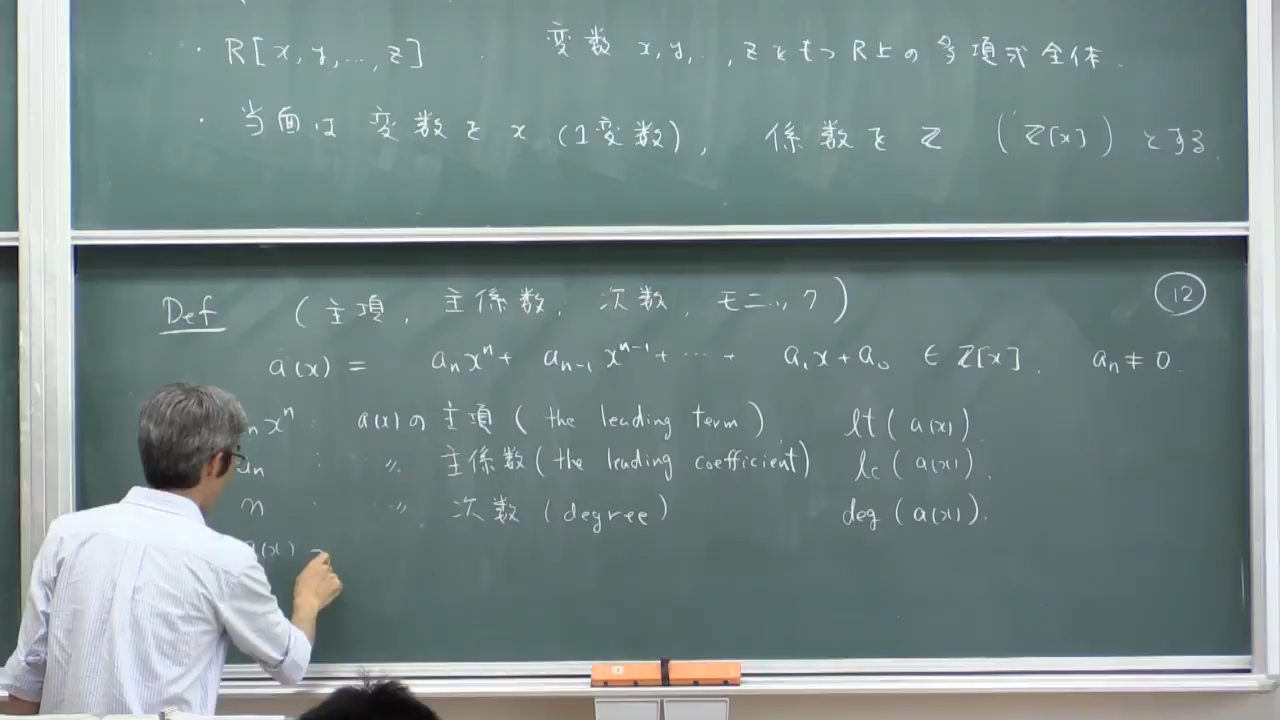 ・ R[x,y,…,z] . 変数 x,y,…,z をもつ R上の多項式全体.
・ 当面は 変数を x (1変数), 係数を ℤ (ℤ[x]) とする.
Def (主項, 主係数, 次数, モニック) ⑫
a(x) = aₙxⁿ + aₙ₋₁xⁿ⁻¹ + … + a₁x + a₀ ∈ ℤ[x]. aₙ ≠ 0.
ₙxⁿ : a(x)の 主項 (the leading term) lt(a(x)).
aₙ : 〃 主係数 (the leading coefficient) lc(a(x)).
n : 〃 次数 (degree) deg(a(x)).
a(x)